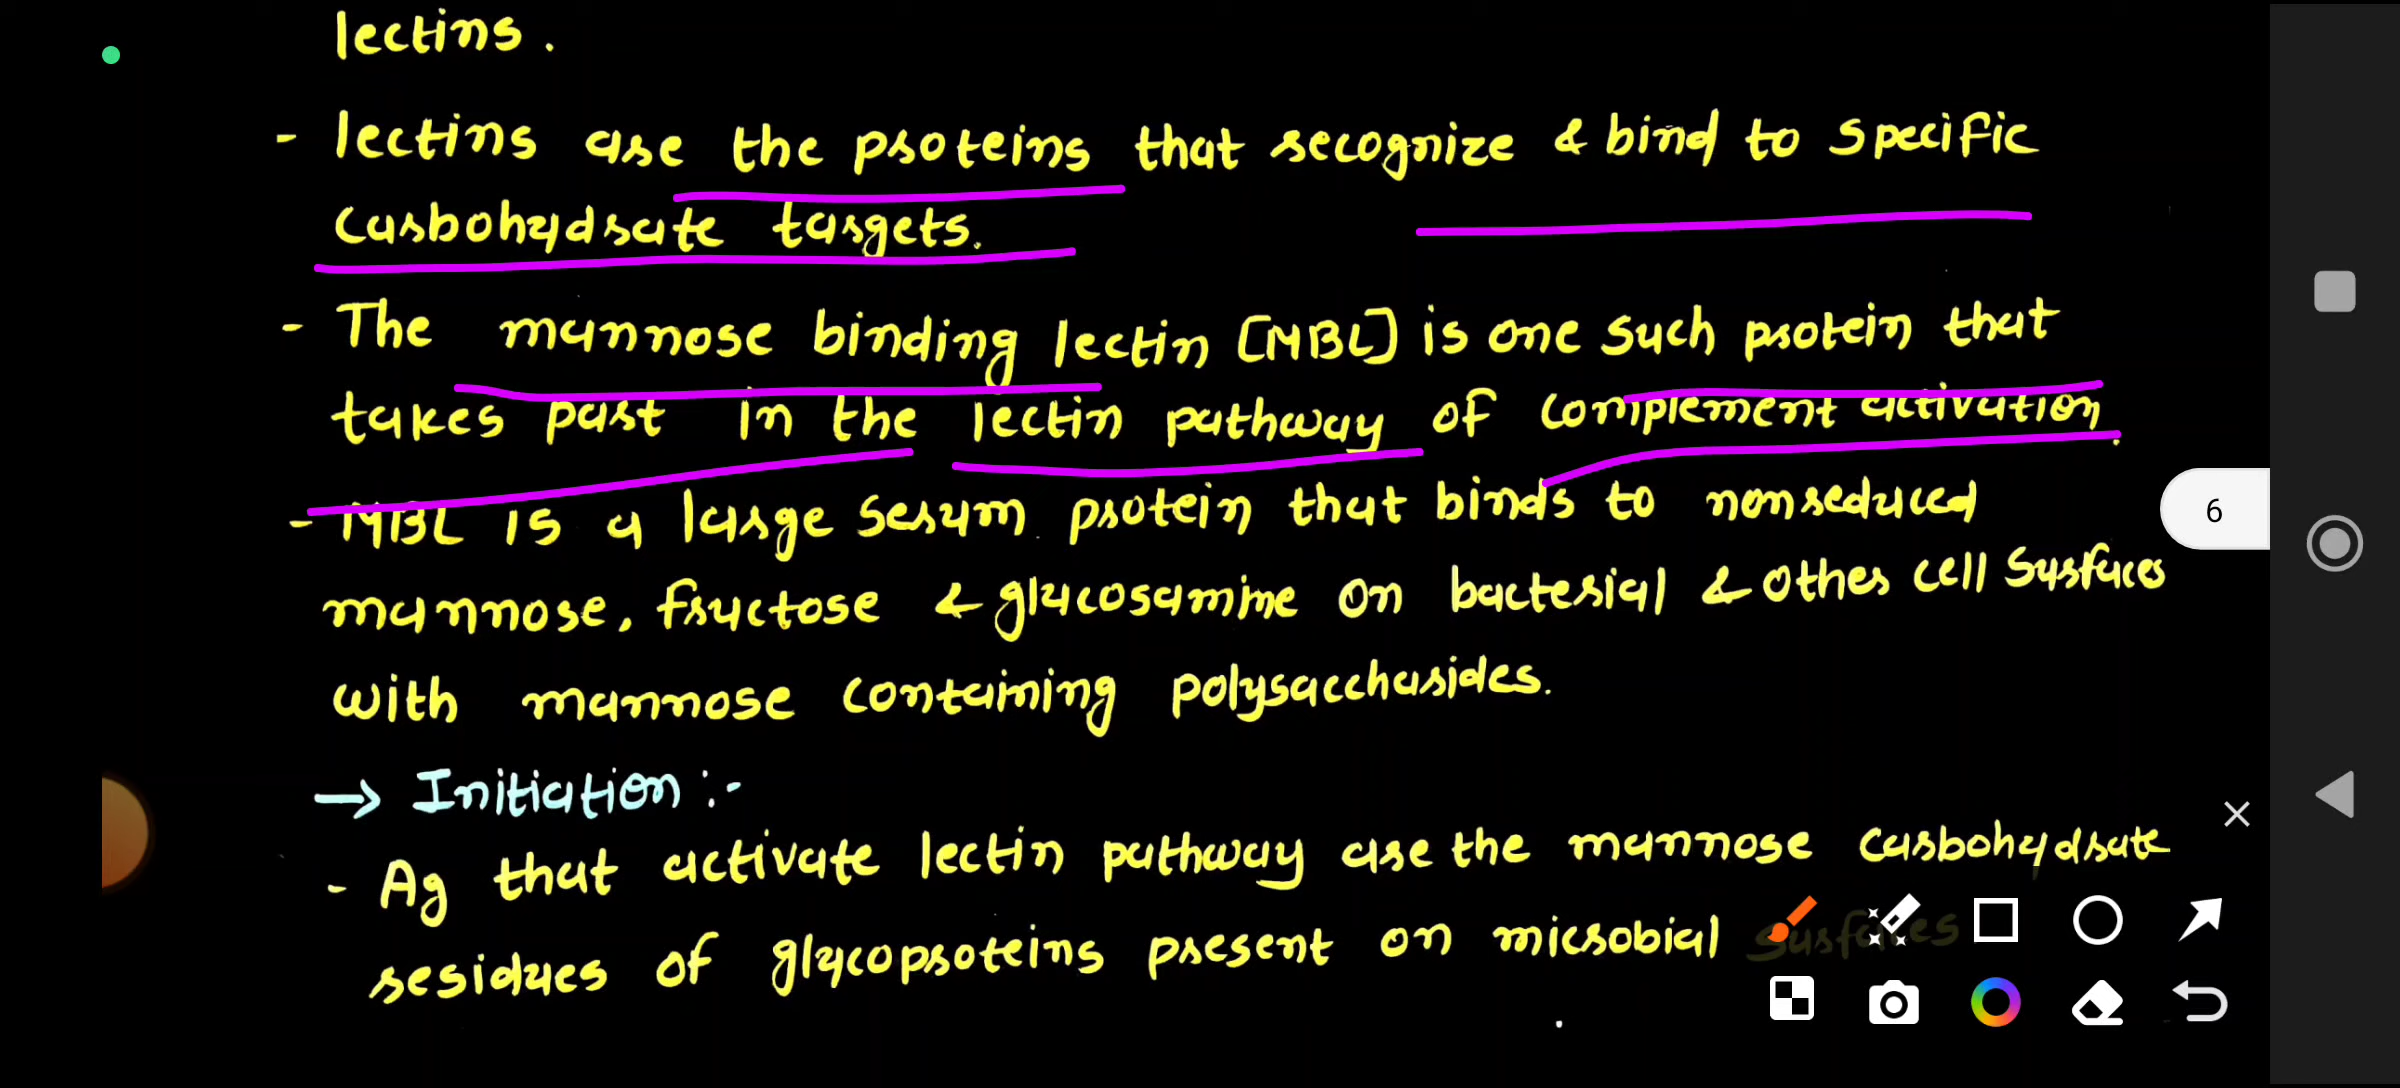 lectins.
- lectins are the proteins that recognize & bind to specific
carbohydrate targets.
- The mannose binding lectin [MBL] is one such protein that
takes part in the lectin pathway of complement activation.
- MBL is a large serum protein that binds to nonreduced
6
mannose, fructose & glucosamine on bacterial & other cell surfaces
with mannose containing polysaccharides.
→ Initiation :-
- Ag that activate lectin pathway are the mannose carbohydrate
residues of glycoproteins present on microbial surfaces